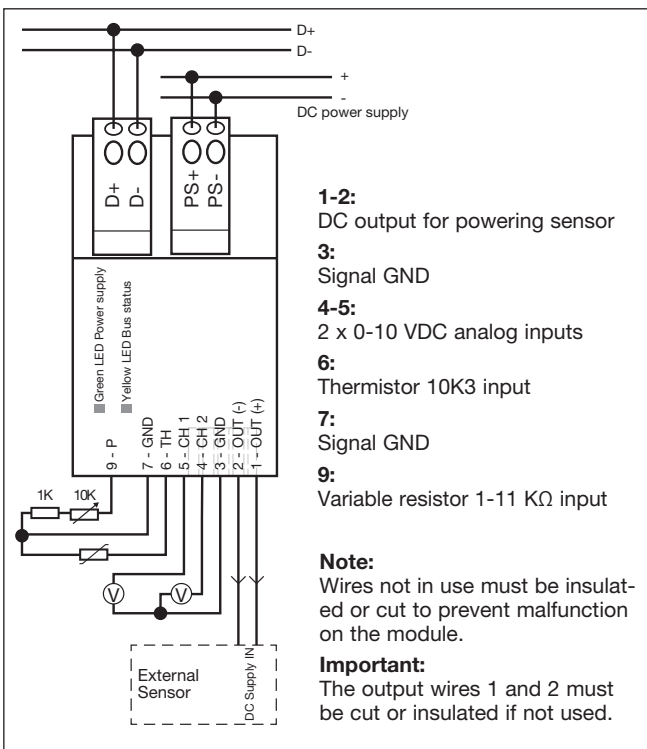 D+
D-
+
-
DC power supply
D+
D-
PS+
PS-
Green LED Power supply
Yellow LED Bus status
9 - P
7 - GND
6 - TH
5 - CH 1
4 - CH 2
3 - GND
2 - OUT (-)
1 - OUT (+)
1K
10K
V
V
External
Sensor
DC Supply IN
1-2:
DC output for powering sensor
3:
Signal GND
4-5:
2 x 0-10 VDC analog inputs
6:
Thermistor 10K3 input
7:
Signal GND
9:
Variable resistor 1-11 KΩ input
Note:
Wires not in use must be insulat-
ed or cut to prevent malfunction
on the module.
Important:
The output wires 1 and 2 must
be cut or insulated if not used.